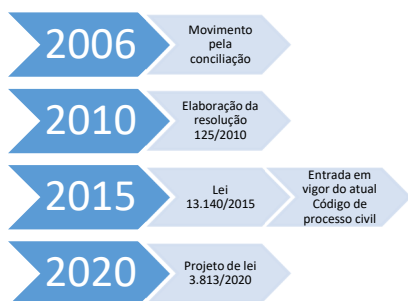 2006
Movimento
pela
conciliação
2010
Elaboração da
resolução
125/2010
2015
Lei
13.140/2015
Entrada em
vigor do atual
Código de
processo civil
2020
Projeto de lei
3.813/2020